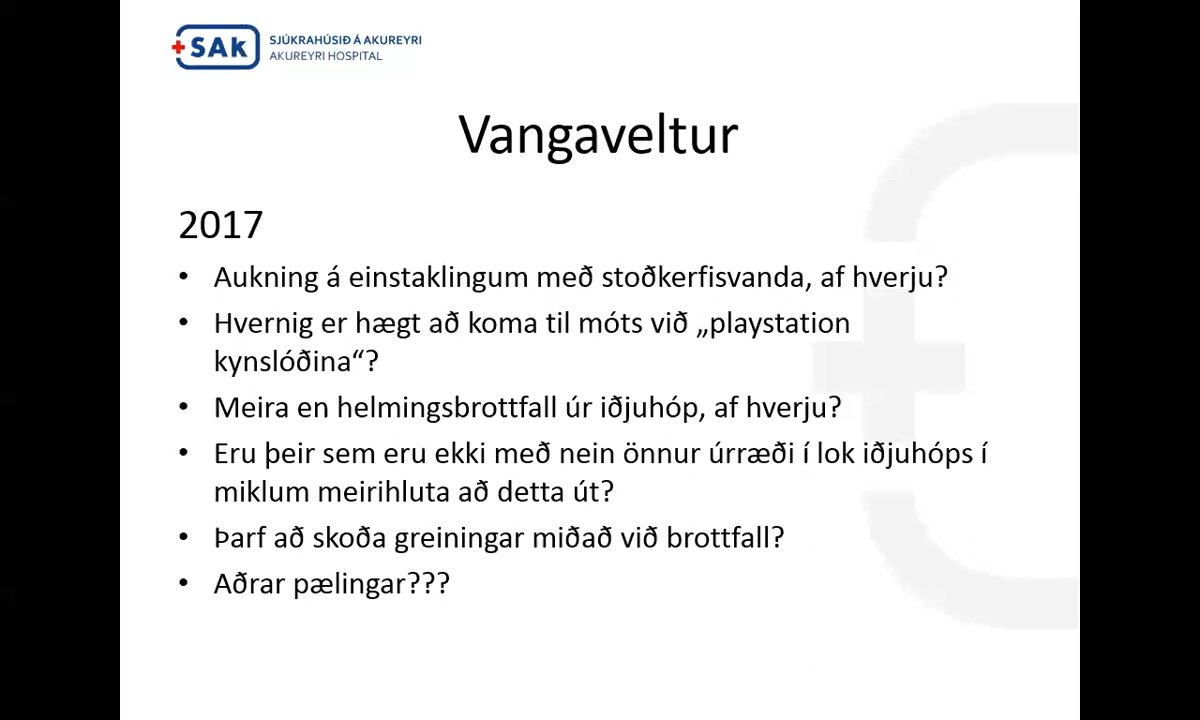 SAk SJÚKRAHÚSIÐ Á AKUREYRI
AKUREYRI HOSPITAL
Vangaveltur
2017
• Aukning á einstaklingum með stoðkerfisvanda, af hverju?
• Hvernig er hægt að koma til móts við „playstation
kynslóðina“?
• Meira en helmingsbrottfall úr iðjuhóp, af hverju?
• Eru þeir sem eru ekki með nein önnur úrræði í lok iðjuhóps í
miklum meirihluta að detta út?
• Þarf að skoða greiningar miðað við brottfall?
• Aðrar pælingar???